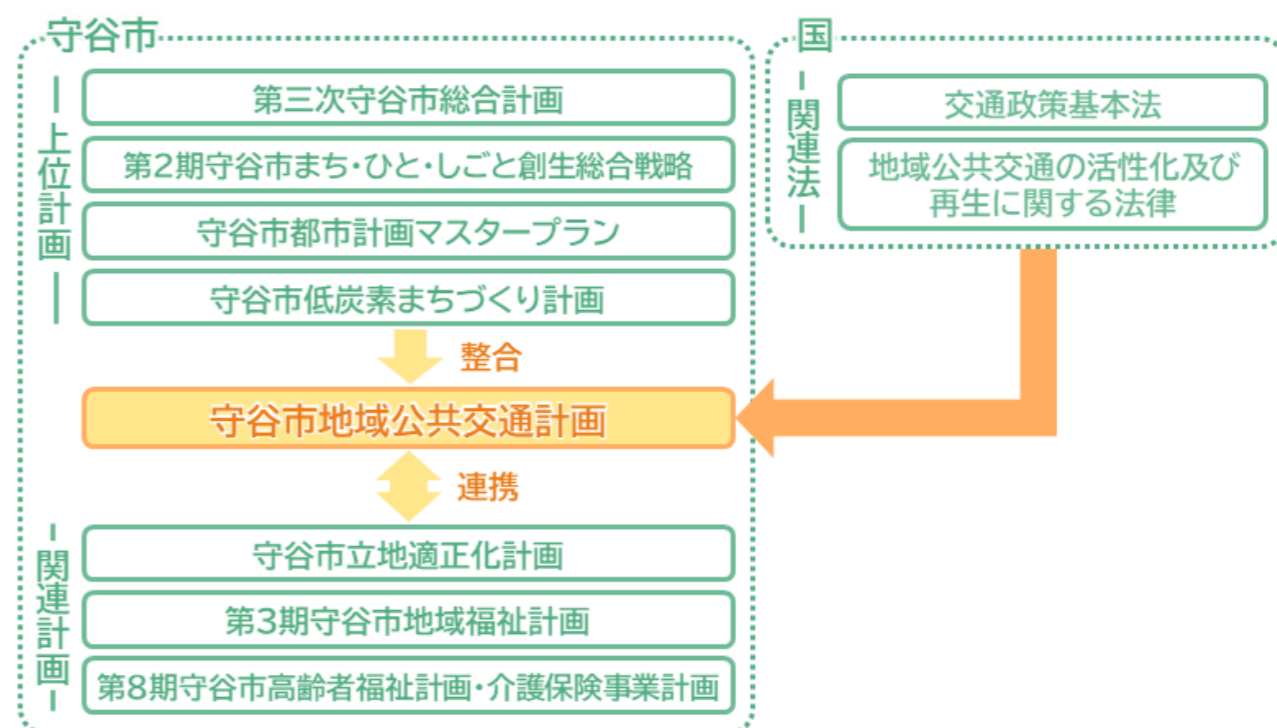 守谷市
上位計画
第三次守谷市総合計画
第2期守谷市まち・ひと・しごと創生総合戦略
守谷市都市計画マスタープラン
守谷市低炭素まちづくり計画
整合
守谷市地域公共交通計画
連携
関連計画
守谷市立地適正化計画
第3期守谷市地域福祉計画
第8期守谷市高齢者福祉計画・介護保険事業計画
国
関連法
交通政策基本法
地域公共交通の活性化及び
再生に関する法律